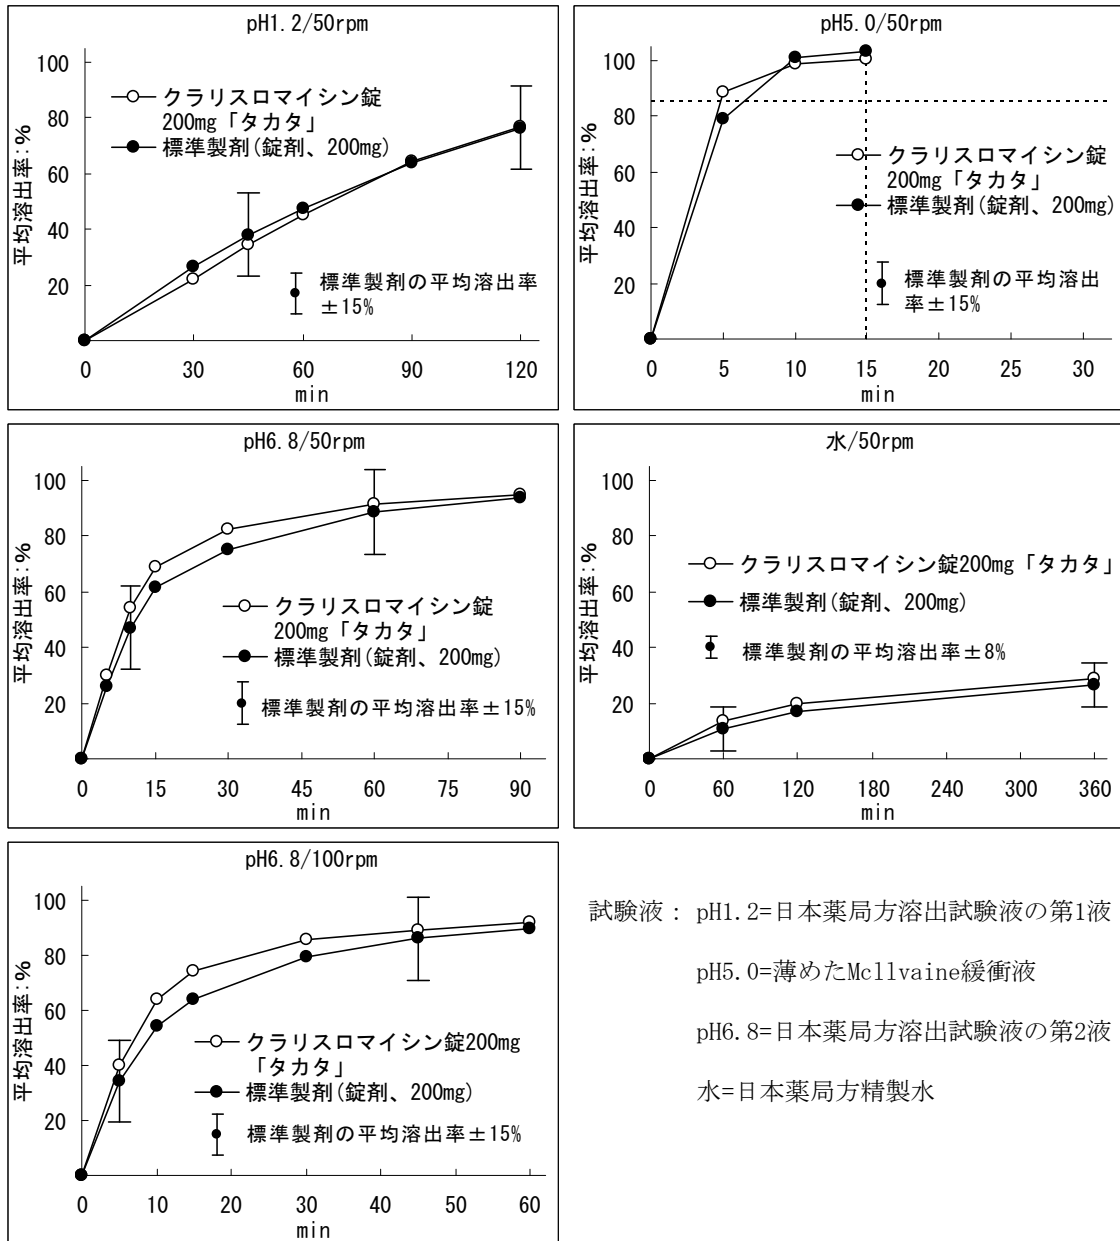 pH1.2/50rpm
平均溶出率:%
100
80
60
40
20
クラリスロマイシン錠
200mg「タカタ」
標準製剤(錠剤、200mg)
標準製剤の平均溶出率
±15%
0 30 60 90 120
min
pH5.0/50rpm
平均溶出率:%
100
80
60
40
20
クラリスロマイシン錠
200mg「タカタ」
標準製剤(錠剤、200mg)
標準製剤の平均溶出
率±15%
0 5 10 15 20 25 30
min
pH6.8/50rpm
平均溶出率:%
100
80
60
40
20
クラリスロマイシン錠
200mg「タカタ」
標準製剤(錠剤、200mg)
標準製剤の平均溶出率±15%
0 15 30 45 60 75 90
min
水/50rpm
平均溶出率:%
100
80
60
40
20
クラリスロマイシン錠200mg「タカタ」
標準製剤(錠剤、200mg)
標準製剤の平均溶出率±8%
0 60 120 180 240 300 360
min
pH6.8/100rpm
平均溶出率:%
100
80
60
40
20
クラリスロマイシン錠200mg
「タカタ」
標準製剤(錠剤、200mg)
標準製剤の平均溶出率±15%
0 10 20 30 40 50 60
min
試験液：pH1.2=日本薬局方溶出試験液の第1液
pH5.0=薄めたMcllvaine緩衝液
pH6.8=日本薬局方溶出試験液の第2液
水=日本薬局方精製水